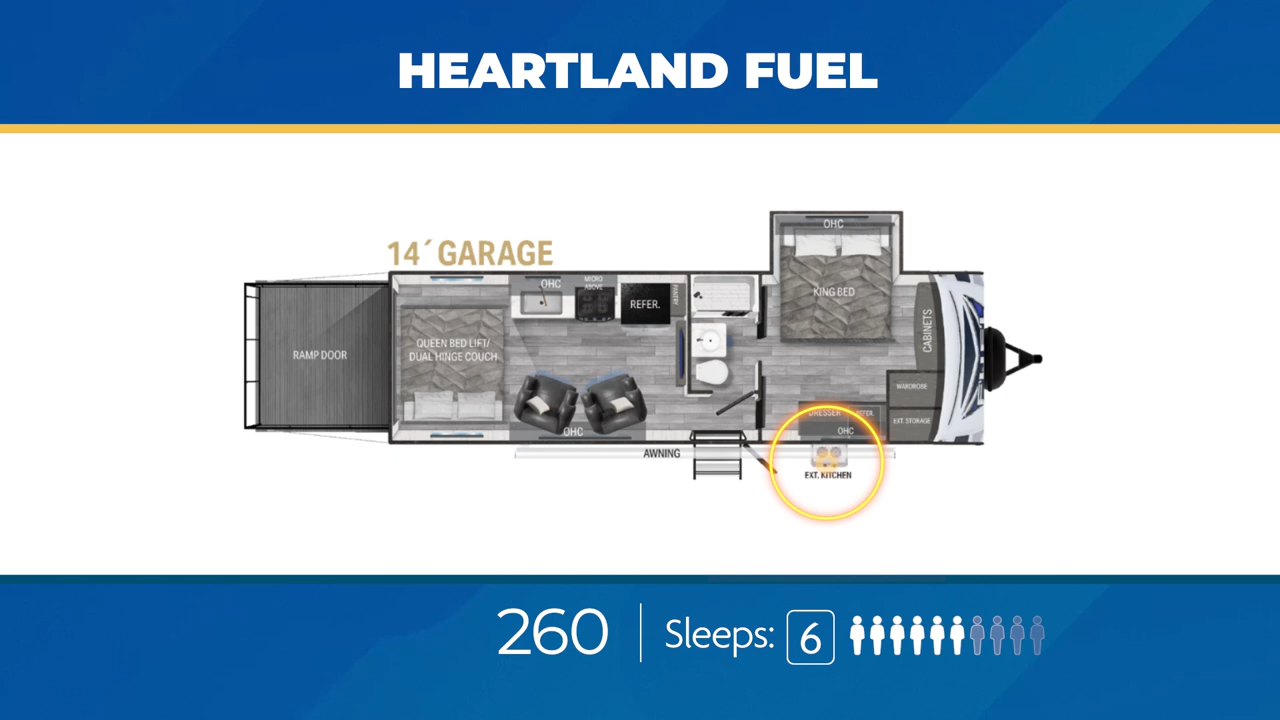 HEARTLAND FUEL
14´ GARAGE
OHC
OHC
MICRO
ABOVE
REFER.
PANTRY
KING BED
CABINETS
RAMP DOOR
QUEEN BED LIFT/
DUAL HINGE COUCH
WARDROBE
DRESSER
REFER.
EXT. STORAGE
OHC
OHC
AWNING
EXT. KITCHEN
260
Sleeps: 6